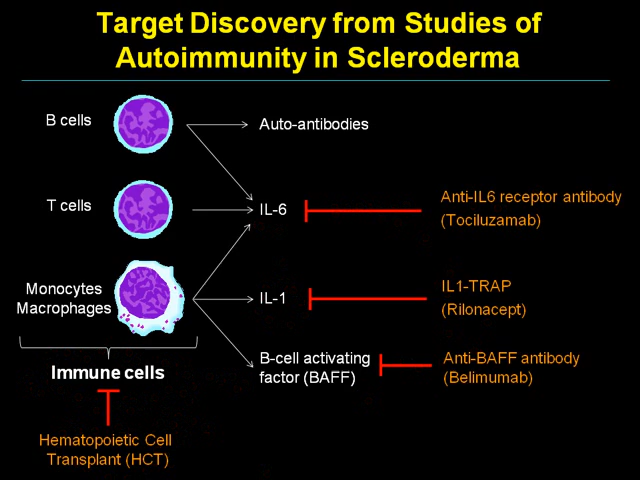 Target Discovery from Studies of
Autoimmunity in Scleroderma
B cells
Auto-antibodies
T cells
IL-6
Anti-IL6 receptor antibody
(Tociluzamab)
Monocytes
Macrophages
IL-1
IL1-TRAP
(Rilonacept)
B-cell activating
factor (BAFF)
Anti-BAFF antibody
(Belimumab)
Immune cells
Hematopoietic Cell
Transplant (HCT)